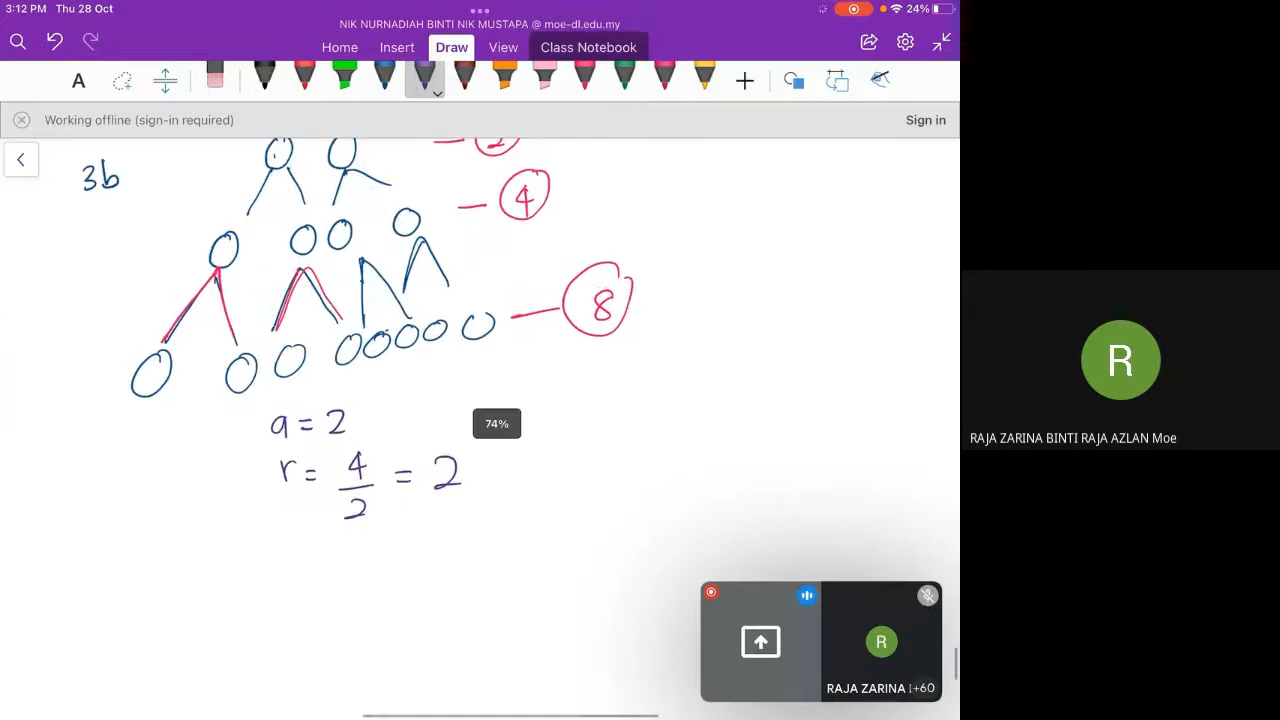 3:12 PM Thu 28 Oct
24%
NIK NURNADIAH BINTI NIK MUSTAPA @ moe-dl.edu.my
Home Insert Draw View Class Notebook
A
Working offline (sign-in required)
Sign in
3b
— 2
— 4
— 8
a = 2
74%
r = 4/2 = 2
R
RAJA ZARINA BINTI RAJA AZLAN Moe
R
RAJA ZARINA
+60